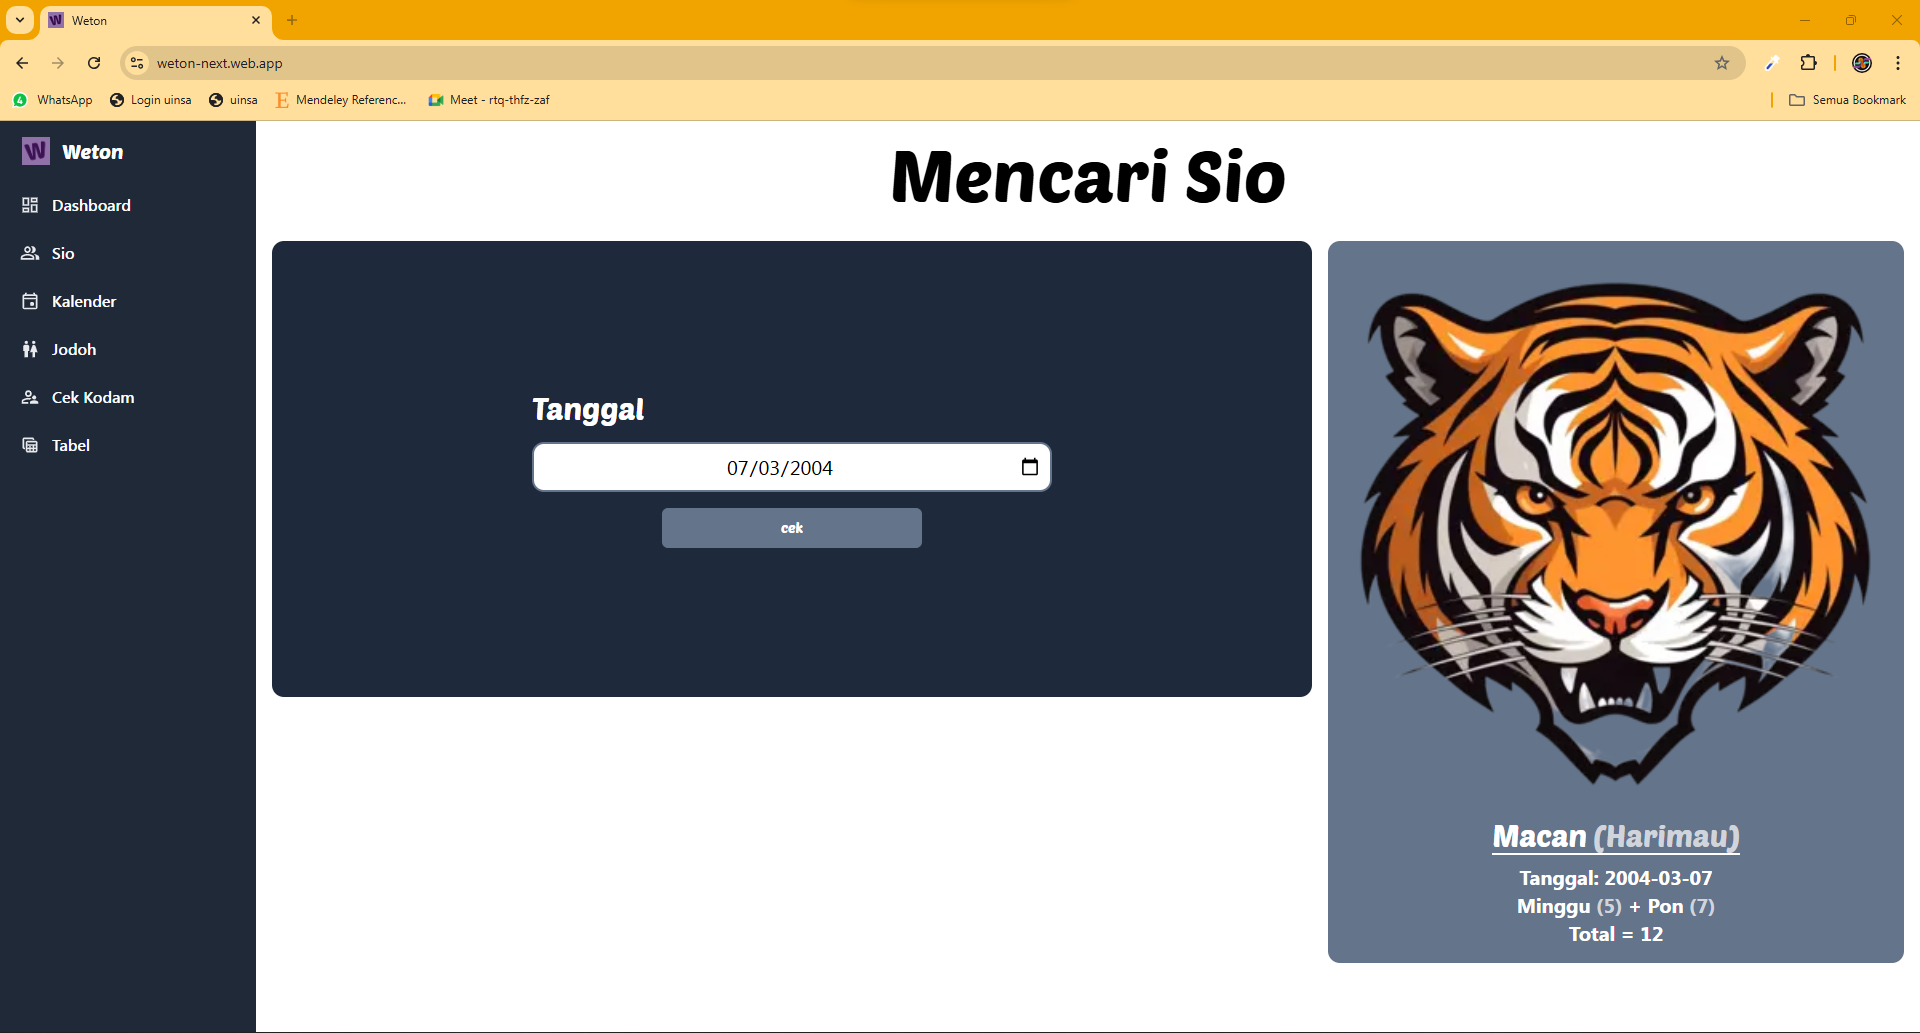 Weton
weton-next.web.app
4
WhatsApp
Login uinsa
uinsa
Mendeley Referenc...
Meet - rtq-thfz-zaf
Semua Bookmark
W
Weton
Dashboard
Sio
Kalender
Jodoh
Cek Kodam
Tabel
Mencari Sio
Tanggal
07/03/2004
cek
Macan (Harimau)
Tanggal: 2004-03-07
Minggu (5) + Pon (7)
Total = 12